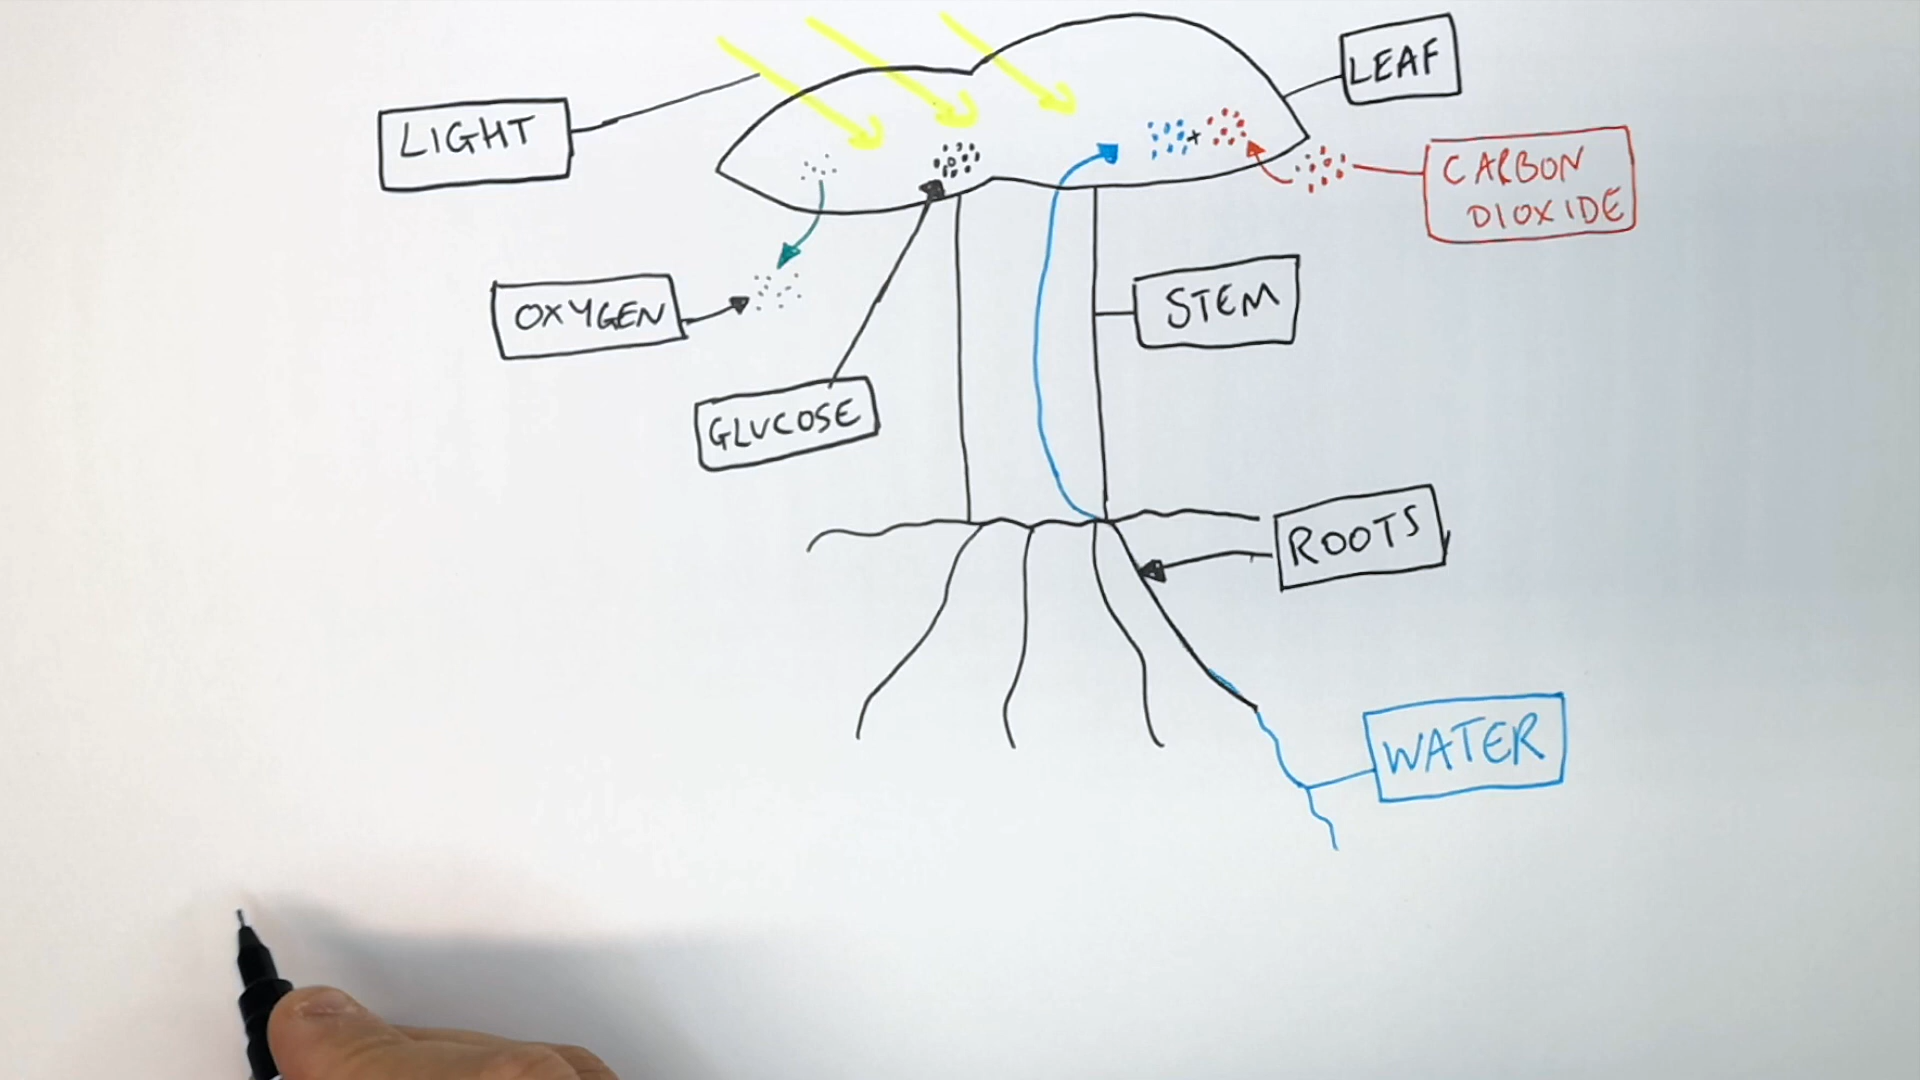 LEAF
LIGHT
+
CARBON
DIOXIDE
OXYGEN
STEM
GLUCOSE
ROOTS
WATER